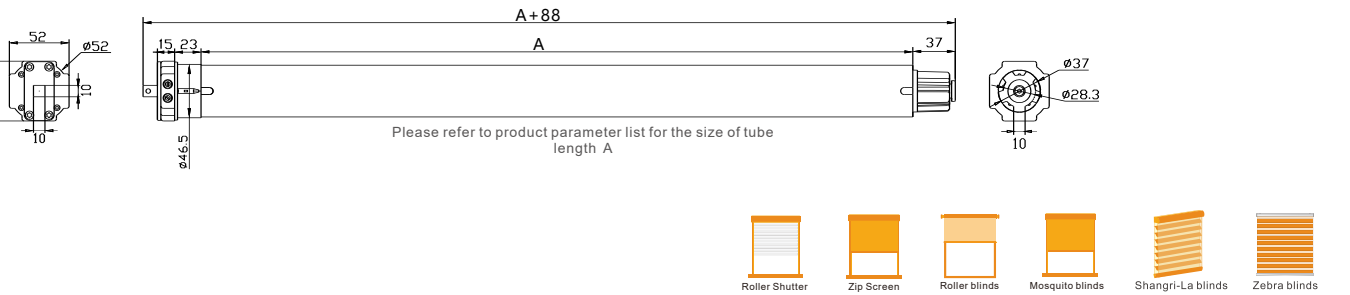 A+88
52
ø52
15
23
A
37
10
10
ø46.5
ø37
ø28.3
10
Please refer to product parameter list for the size of tube
length A
Roller Shutter
Zip Screen
Roller blinds
Mosquito blinds
Shangri-La blinds
Zebra blinds